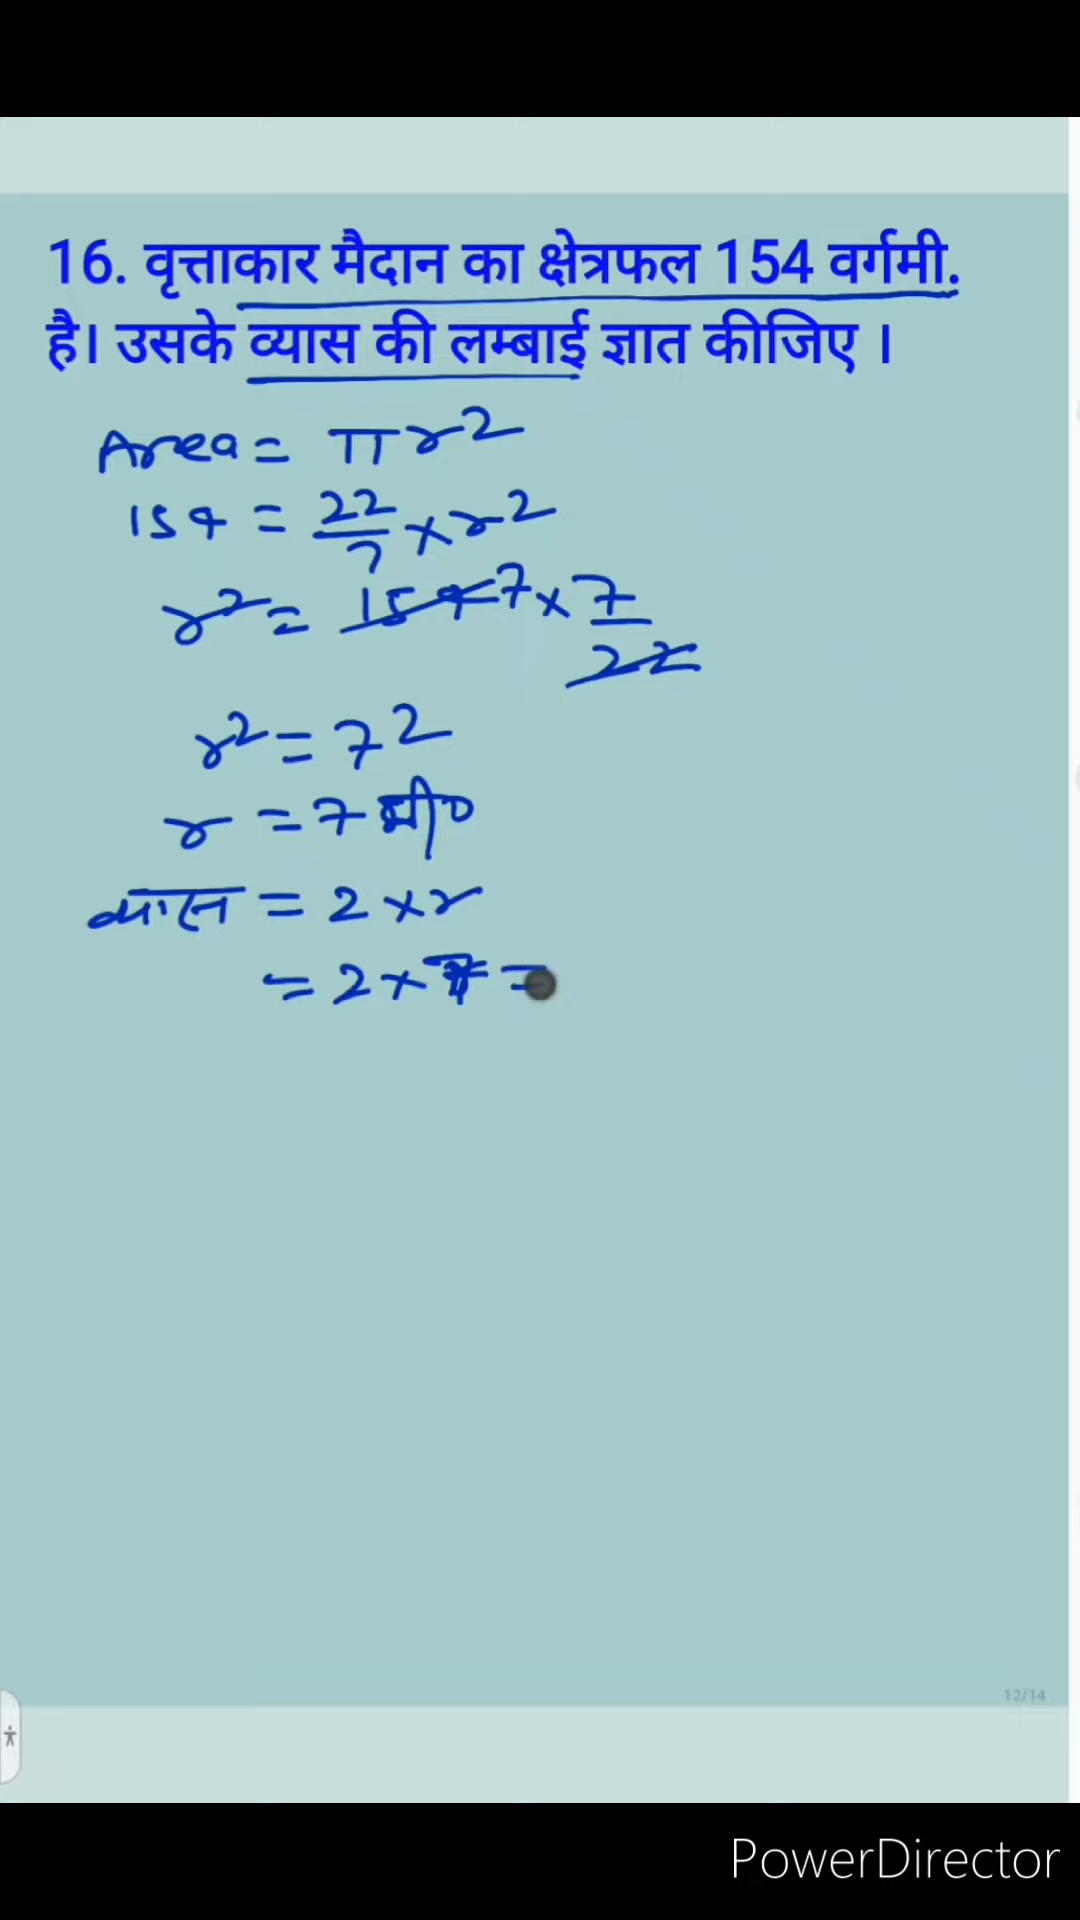 16. वृत्ताकार मैदान का क्षेत्रफल 154 वर्गमी.
है। उसके व्यास की लम्बाई ज्ञात कीजिए ।
Area = πr²
154 = 22/7 × r²
r² = 154 7 × 7/22
r² = 7²
r = 7 मी०
व्यास = 2 × r
= 2 × 7 =
12/14
PowerDirector